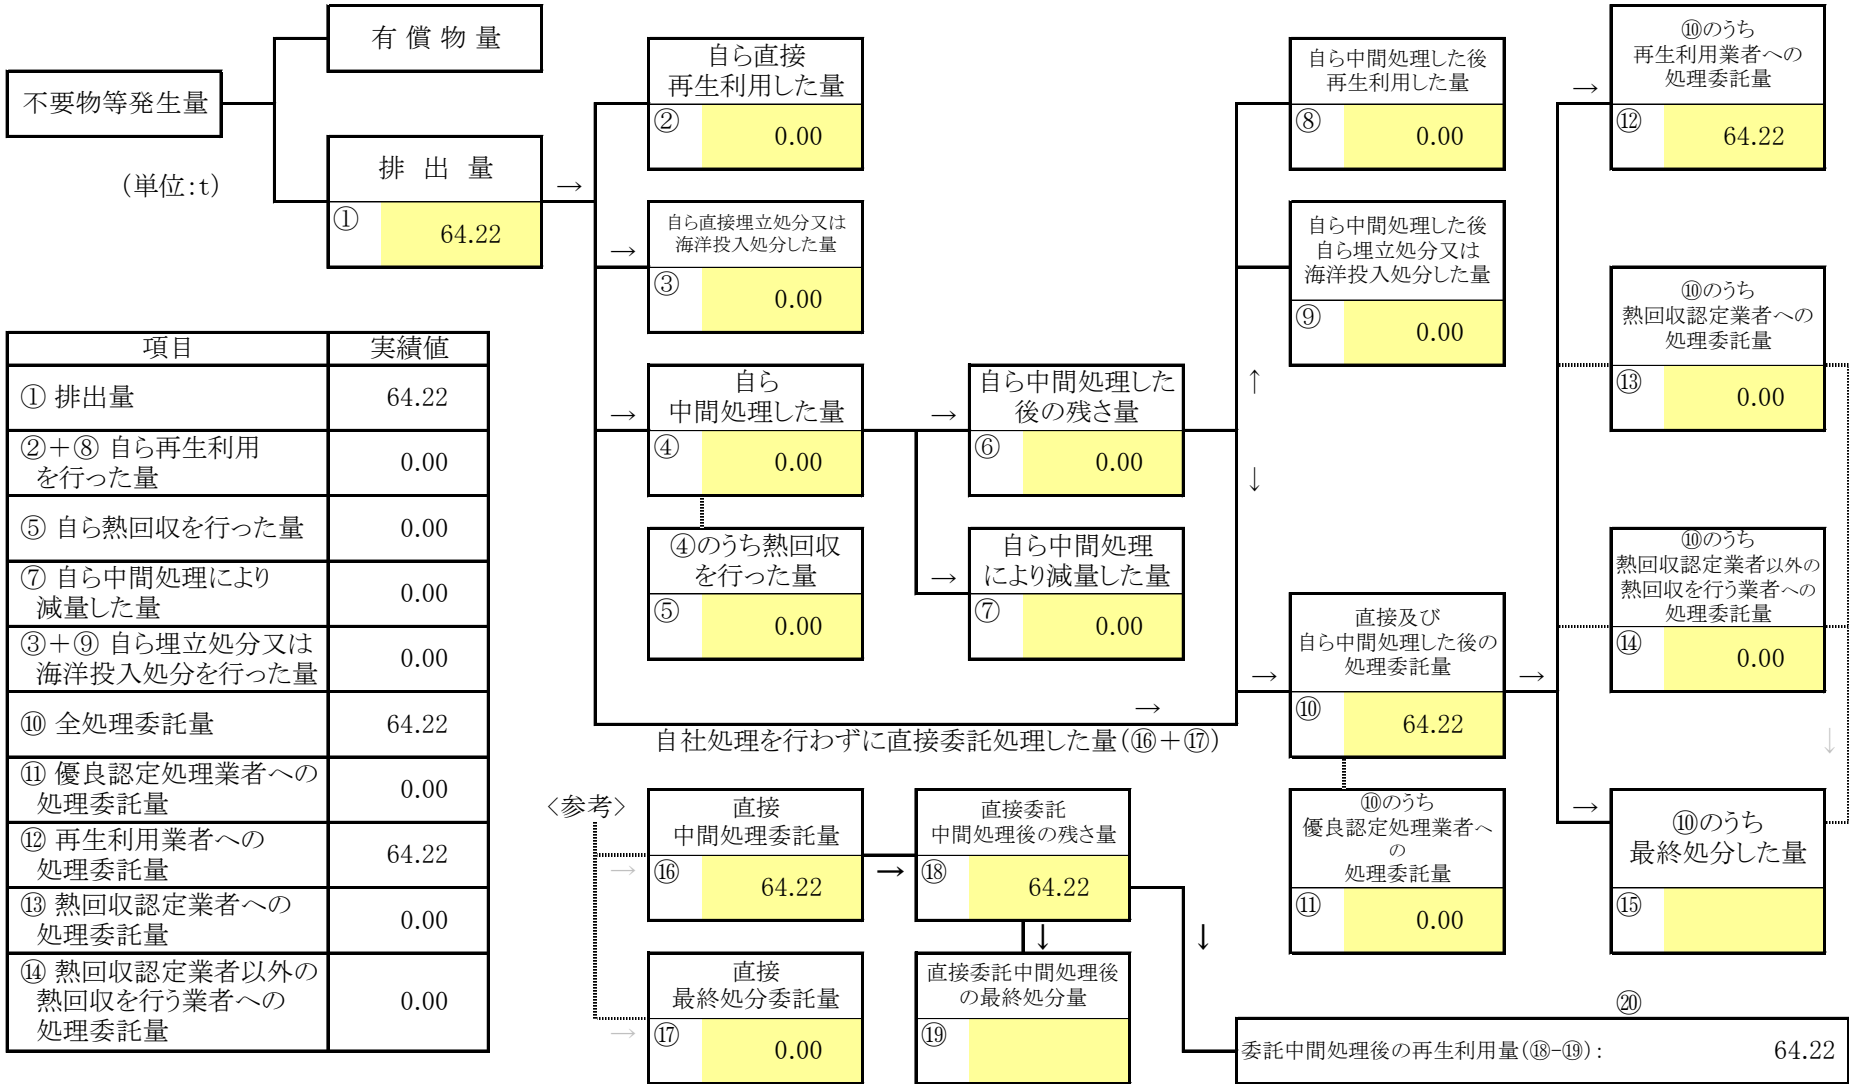 有 償 物 量
不要物等発生量
(単位:t)
排 出 量
→
① 64.22
自ら直接
再生利用した量
② 0.00
自ら直接埋立処分又は
海洋投入処分した量
→
③ 0.00
自ら
中間処理した量
→
④ 0.00
④のうち熱回収
を行った量
⑤ 0.00
自ら中間処理した
後の残さ量
→
⑥ 0.00
自ら中間処理
により減量した量
→
⑦ 0.00
自ら中間処理した後
再生利用した量
⑧ 0.00
自ら中間処理した後
自ら埋立処分又は
海洋投入処分した量
⑨ 0.00
↑
↓
直接及び
自ら中間処理した後の
処理委託量
→
⑩ 64.22
→
自社処理を行わずに直接委託処理した量(⑯+⑰)
→
⑩のうち
優良認定処理業者へ
の
処理委託量
⑪ 0.00
⑩のうち
再生利用業者への
処理委託量
→
⑫ 64.22
⑩のうち
熱回収認定業者への
処理委託量
⑬ 0.00
⑩のうち
熱回収認定業者以外の
熱回収を行う業者への
処理委託量
⑭ 0.00
↓
→
⑩のうち
最終処分した量
⑮
項目 実績値
① 排出量 64.22
②+⑧ 自ら再生利用
を行った量 0.00
⑤ 自ら熱回収を行った量 0.00
⑦ 自ら中間処理により
減量した量 0.00
③+⑨ 自ら埋立処分又は
海洋投入処分を行った量 0.00
⑩ 全処理委託量 64.22
⑪ 優良認定処理業者への
処理委託量 0.00
⑫ 再生利用業者への
処理委託量 64.22
⑬ 熱回収認定業者への
処理委託量 0.00
⑭ 熱回収認定業者以外の
熱回収を行う業者への
処理委託量 0.00
〈参考〉
直接
中間処理委託量
→
⑯ 64.22
→
直接委託
中間処理後の残さ量
⑱ 64.22
↓
↓
直接
最終処分委託量
→
⑰ 0.00
直接委託中間処理後
の最終処分量
⑲
⑳
委託中間処理後の再生利用量(⑱-⑲): 64.22